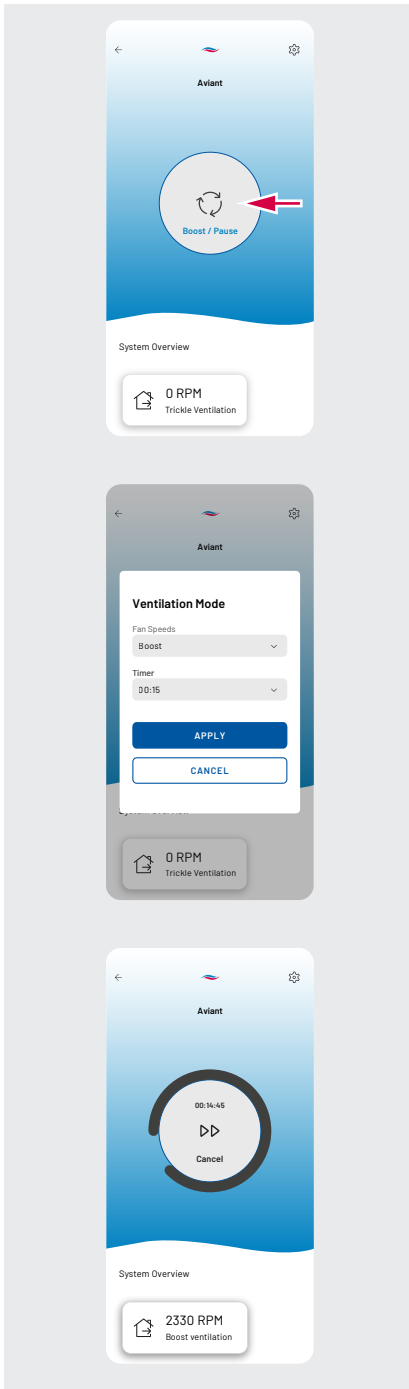 Aviant
Boost / Pause
System Overview
0 RPM
Trickle Ventilation
Aviant
Ventilation Mode
Fan Speeds
Boost
Timer
00:15
APPLY
CANCEL
0 RPM
Trickle Ventilation
Aviant
00:14:45
Cancel
System Overview
2330 RPM
Boost ventilation